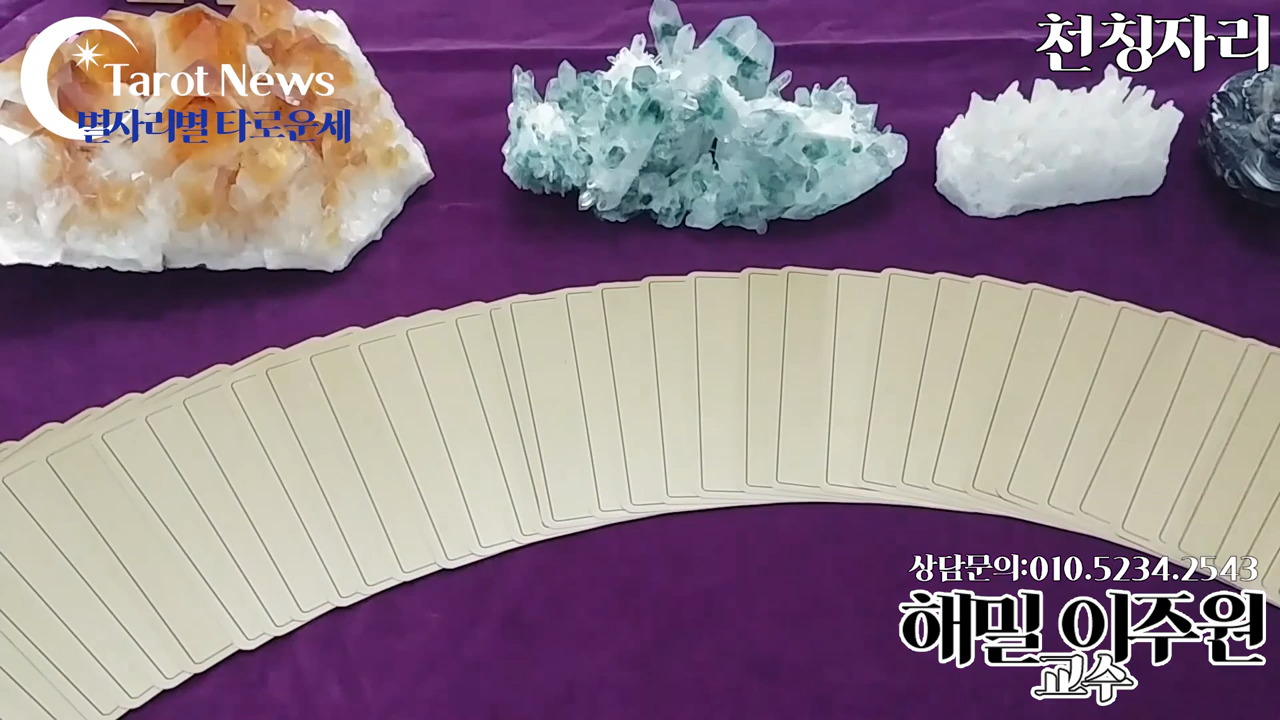 Tarot News
별자리별 타로운세
천칭자리
상담문의:010.5234.2543
해밀 이주원
교수